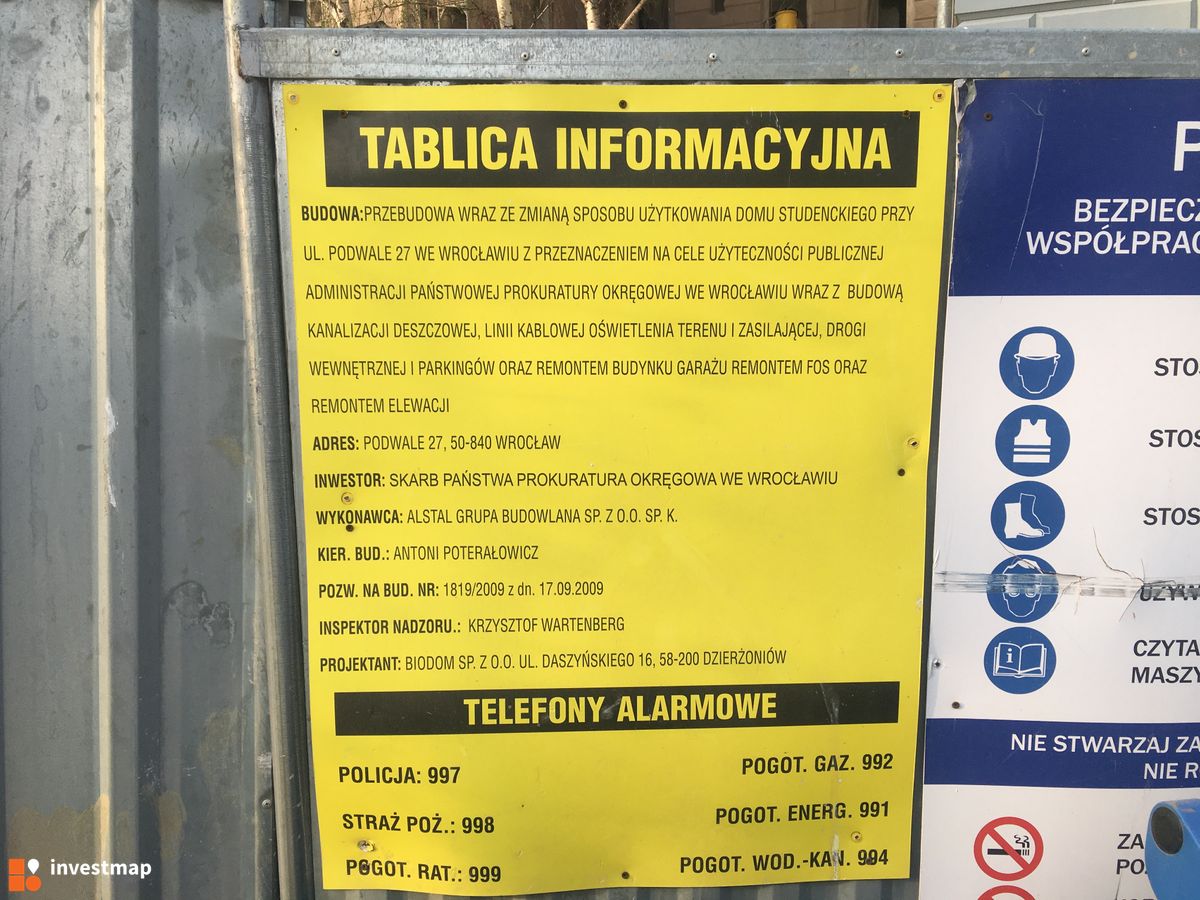 TABLICA INFORMACYJNA
BUDOWA:PRZEBUDOWA WRAZ ZE ZMIANĄ SPOSOBU UŻYTKOWANIA DOMU STUDENCKIEGO PRZY
UL. PODWALE 27 WE WROCŁAWIU Z PRZEZNACZENIEM NA CELE UŻYTECZNOŚCI PUBLICZNEJ
ADMINISTRACJI PAŃSTWOWEJ PROKURATURY OKRĘGOWEJ WE WROCŁAWIU WRAZ Z BUDOWĄ
KANALIZACJI DESZCZOWEJ, LINII KABLOWEJ OŚWIETLENIA TERENU I ZASILAJĄCEJ, DROGI
WEWNĘTRZNEJ I PARKINGÓW ORAZ REMONTEM BUDYNKU GARAŻU REMONTEM FOS ORAZ
REMONTEM ELEWACJI
ADRES: PODWALE 27, 50-840 WROCŁAW
INWESTOR: SKARB PAŃSTWA PROKURATURA OKRĘGOWA WE WROCŁAWIU
WYKONAWCA: ALSTAL GRUPA BUDOWLANA SP. Z O.O. SP. K.
KIER. BUD.: ANTONI POTERAŁOWICZ
POZW. NA BUD. NR: 1819/2009 z dn. 17.09.2009
INSPEKTOR NADZORU.: KRZYSZTOF WARTENBERG
PROJEKTANT: BIODOM SP. Z O.O. UL. DASZYŃSKIEGO 16, 58-200 DZIERŻONIÓW
TELEFONY ALARMOWE
POLICJA: 997
POGOT. GAZ. 992
STRAŻ POŻ.: 998
POGOT. ENERG. 991
POGOT. RAT.: 999
POGOT. WOD.-KAN. 994
P
BEZPIECZ
WSPÓŁPRAC
STOS
STOS
STOS
UŻYW
CZYTA
MASZY
NIE STWARZAJ ZA
NIE R
ZA
PO
investmap